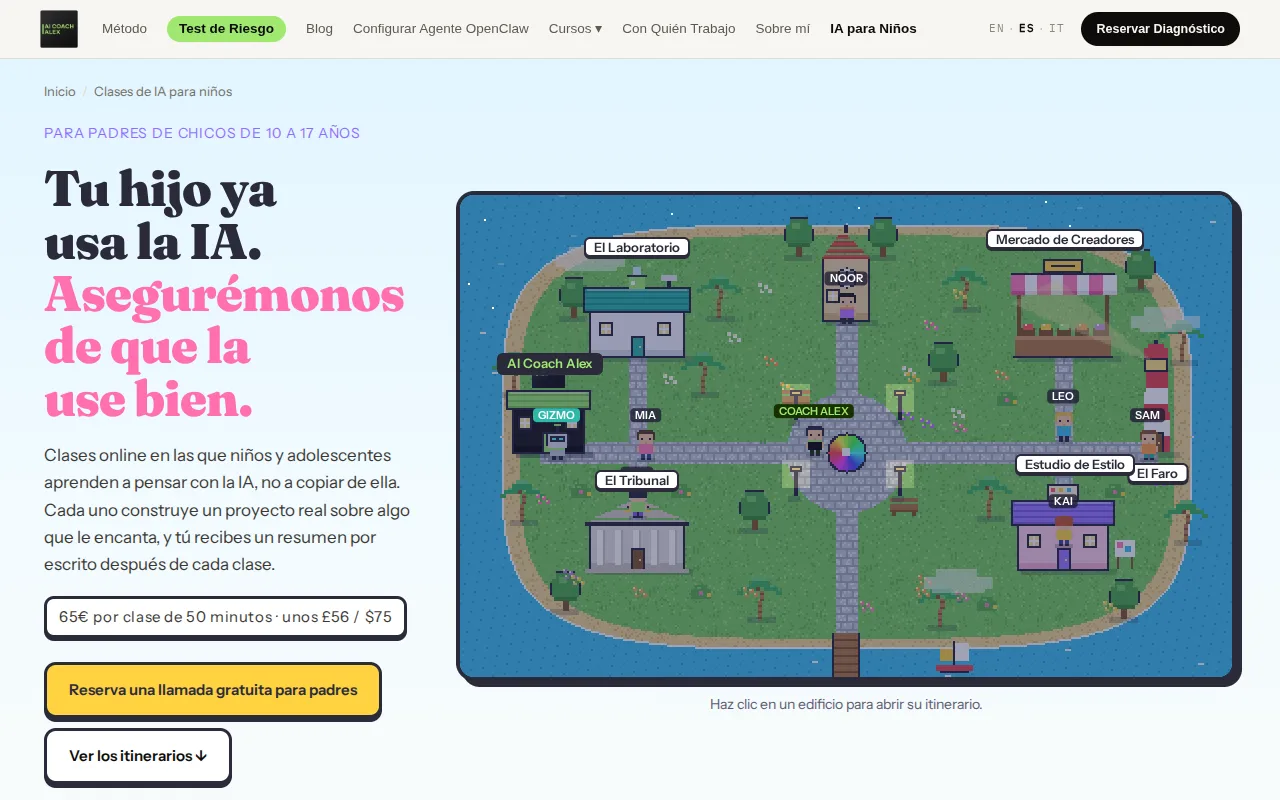 AI COACH
ALEX
Método
Test de Riesgo
Blog
Configurar Agente OpenClaw
Cursos ▾
Con Quién Trabajo
Sobre mí
IA para Niños
EN · ES · IT
Reservar Diagnóstico
Inicio / Clases de IA para niños
PARA PADRES DE CHICOS DE 10 A 17 AÑOS
Tu hijo ya
usa la IA.
Asegurémonos
de que la
use bien.
Clases online en las que niños y adolescentes
aprenden a pensar con la IA, no a copiar de ella.
Cada uno construye un proyecto real sobre algo
que le encanta, y tú recibes un resumen por
escrito después de cada clase.
65€ por clase de 50 minutos · unos £56 / $75
Reserva una llamada gratuita para padres
Ver los itinerarios ↓
El Laboratorio
Mercado de Creadores
NOOR
AI Coach Alex
GIZMO
MIA
COACH ALEX
LEO
SAM
El Tribunal
Estudio de Estilo
El Faro
KAI
Haz clic en un edificio para abrir su itinerario.